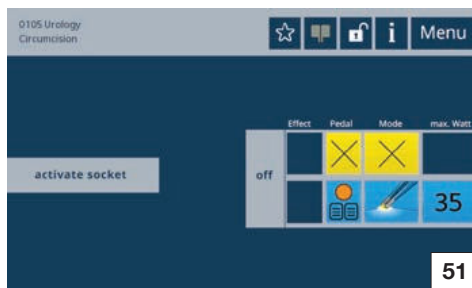 0105 Urology
Circumcision
i
Menu
Effect Pedal Mode max. Watt
activate socket
off
35
51